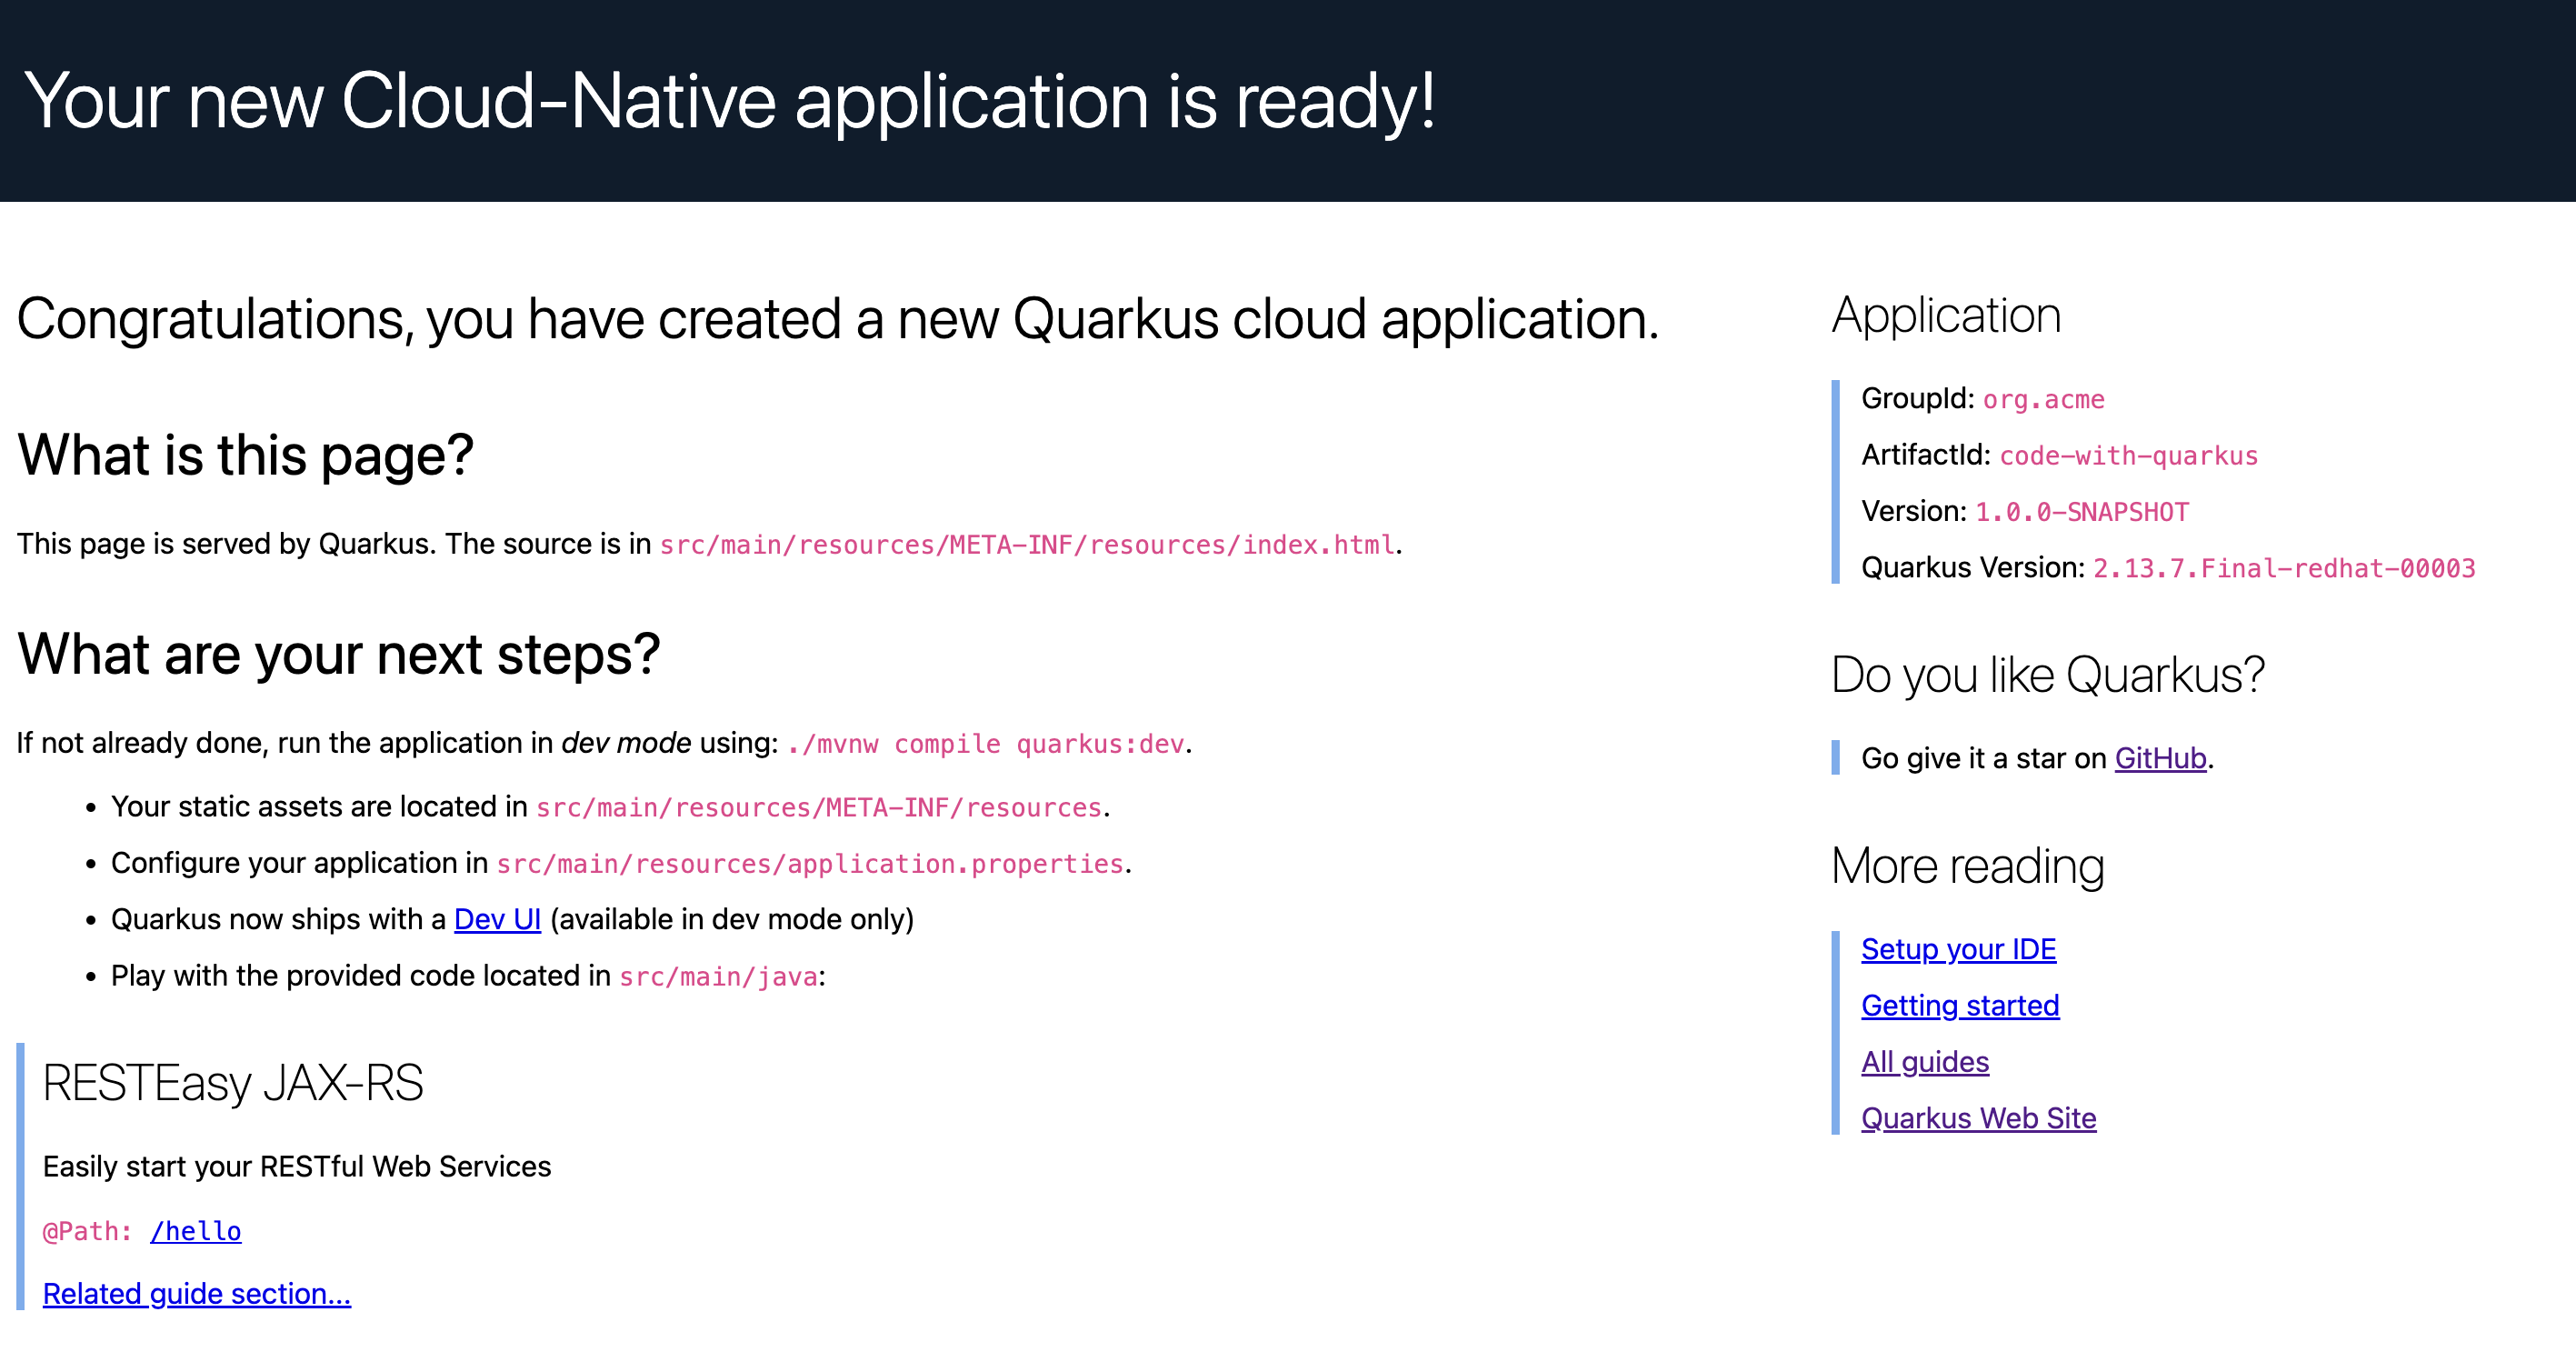 Your new Cloud-Native application is ready!
Congratulations, you have created a new Quarkus cloud application.
What is this page?
This page is served by Quarkus. The source is in src/main/resources/META-INF/resources/index.html.
What are your next steps?
If not already done, run the application in dev mode using: ./mvnw compile quarkus:dev.
• Your static assets are located in src/main/resources/META-INF/resources.
• Configure your application in src/main/resources/application.properties.
• Quarkus now ships with a Dev UI (available in dev mode only)
• Play with the provided code located in src/main/java:
RESTEasy JAX-RS
Easily start your RESTful Web Services
@Path: /hello
Related guide section...
Application
GroupId: org.acme
ArtifactId: code-with-quarkus
Version: 1.0.0-SNAPSHOT
Quarkus Version: 2.13.7.Final-redhat-00003
Do you like Quarkus?
Go give it a star on GitHub.
More reading
Setup your IDE
Getting started
All guides
Quarkus Web Site